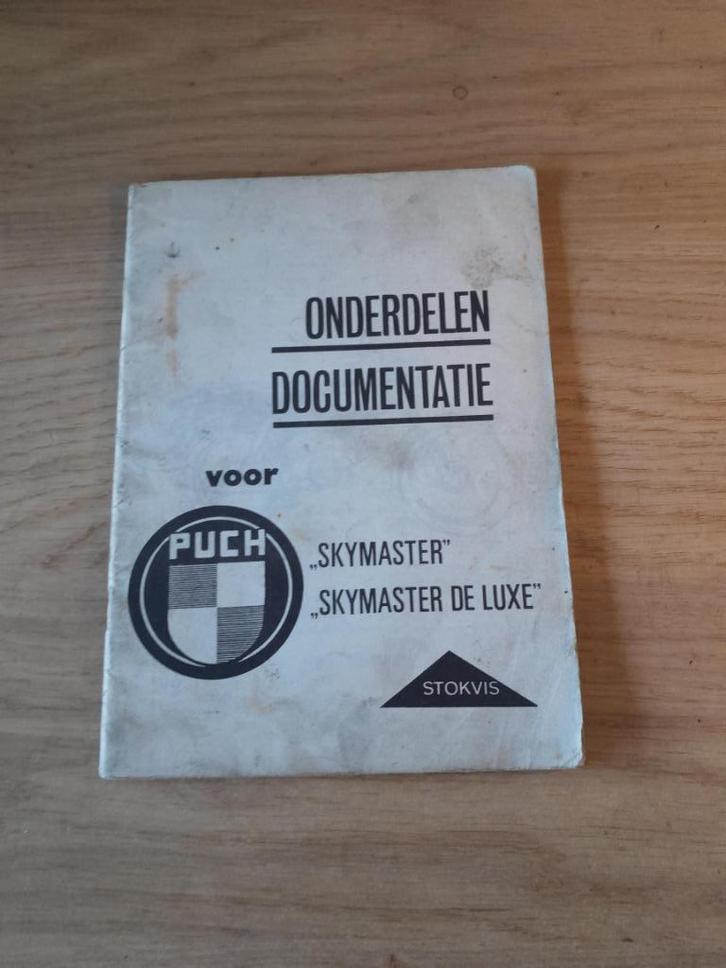 ONDERDELEN
DOCUMENTATIE
voor
PUCH
„SKYMASTER”
„SKYMASTER DE LUXE”
STOKVIS